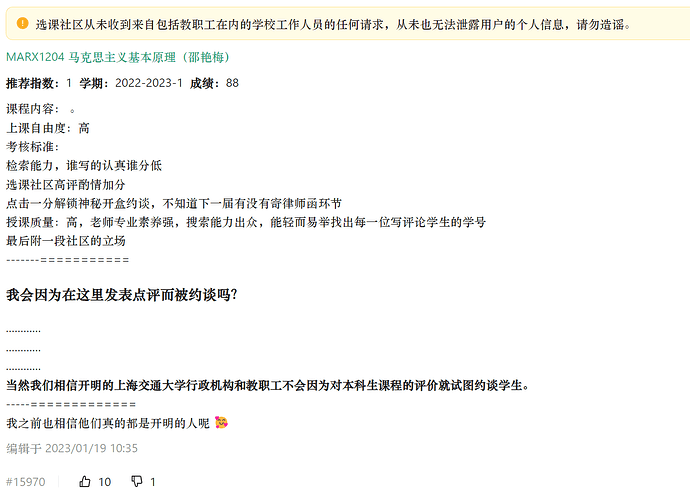 选课社区从未收到来自包括教职工在内的学校工作人员的任何请求，从未也无法泄露用户的个人信息，请勿造谣。
MARX1204 马克思主义基本原理（邵艳梅）
推荐指数：1 学期：2022-2023-1 成绩：88
课程内容： 。
上课自由度：高
考核标准：
检索能力，谁写的认真谁分低
选课社区高评酌情加分
点击一分解锁神秘开盒约谈，不知道下一届有没有寄律师函环节
授课质量：高，老师专业素养强，搜索能力出众，能轻而易举找出每一位写评论学生的学号
最后附一段社区的立场
-------===========
我会因为在这里发表点评而被约谈吗？
............
............
............
当然我们相信开明的上海交通大学行政机构和教职工不会因为对本科生课程的评价就试图约谈学生。
-----=============
我之前也相信他们真的都是开明的人呢 🥰
编辑于 2023/01/19 10:35
#15970 10 1